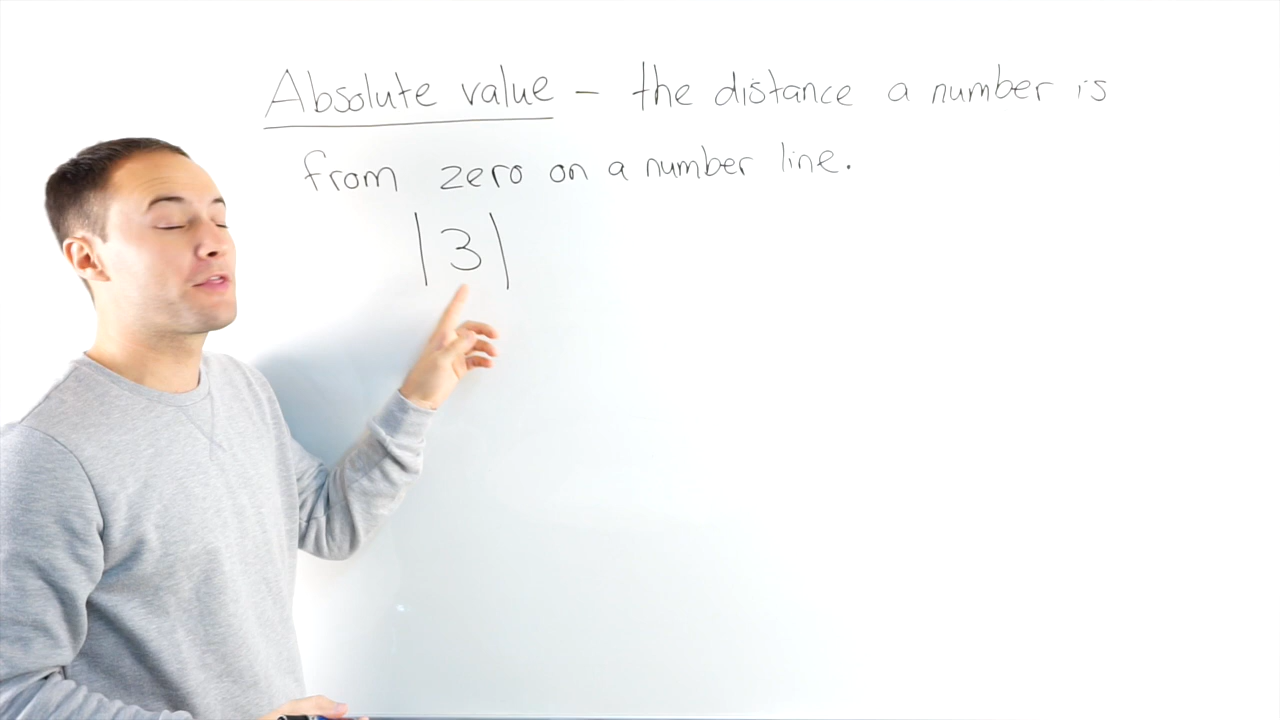 Absolute value - the distance a number is
from zero on a number line.
|3|